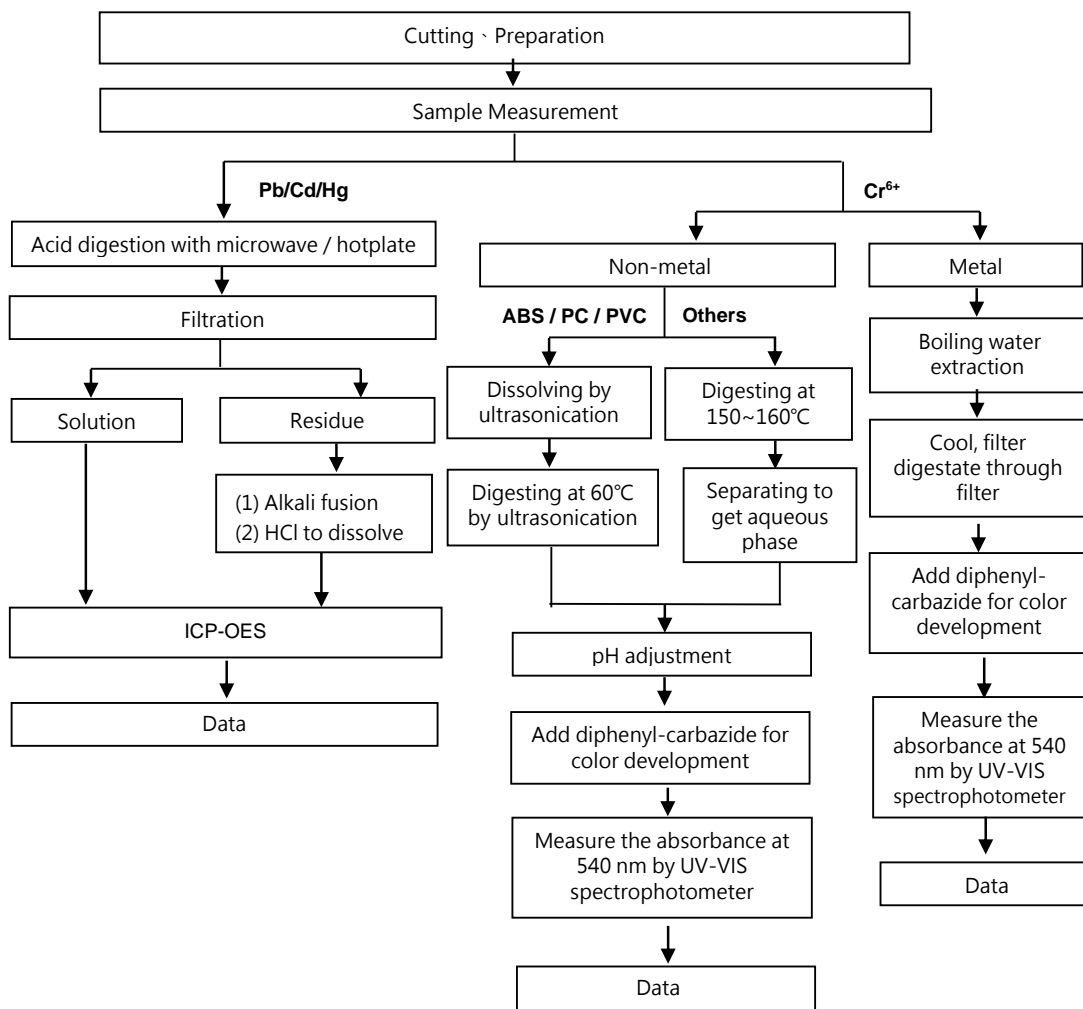 Cutting、Preparation
Sample Measurement
Pb/Cd/Hg
Acid digestion with microwave / hotplate
Filtration
Solution
Residue
(1) Alkali fusion
(2) HCl to dissolve
ICP-OES
Data
Cr⁶⁺
Non-metal
ABS / PC / PVC
Others
Dissolving by
ultrasonication
Digesting at 60℃
by ultrasonication
Digesting at
150~160℃
Separating to
get aqueous
phase
pH adjustment
Add diphenyl-carbazide for
color development
Measure the absorbance at
540 nm by UV-VIS
spectrophotometer
Data
Metal
Boiling water
extraction
Cool, filter
digestate through
filter
Add diphenyl-
carbazide for color
development
Measure the
absorbance at 540
nm by UV-VIS
spectrophotometer
Data